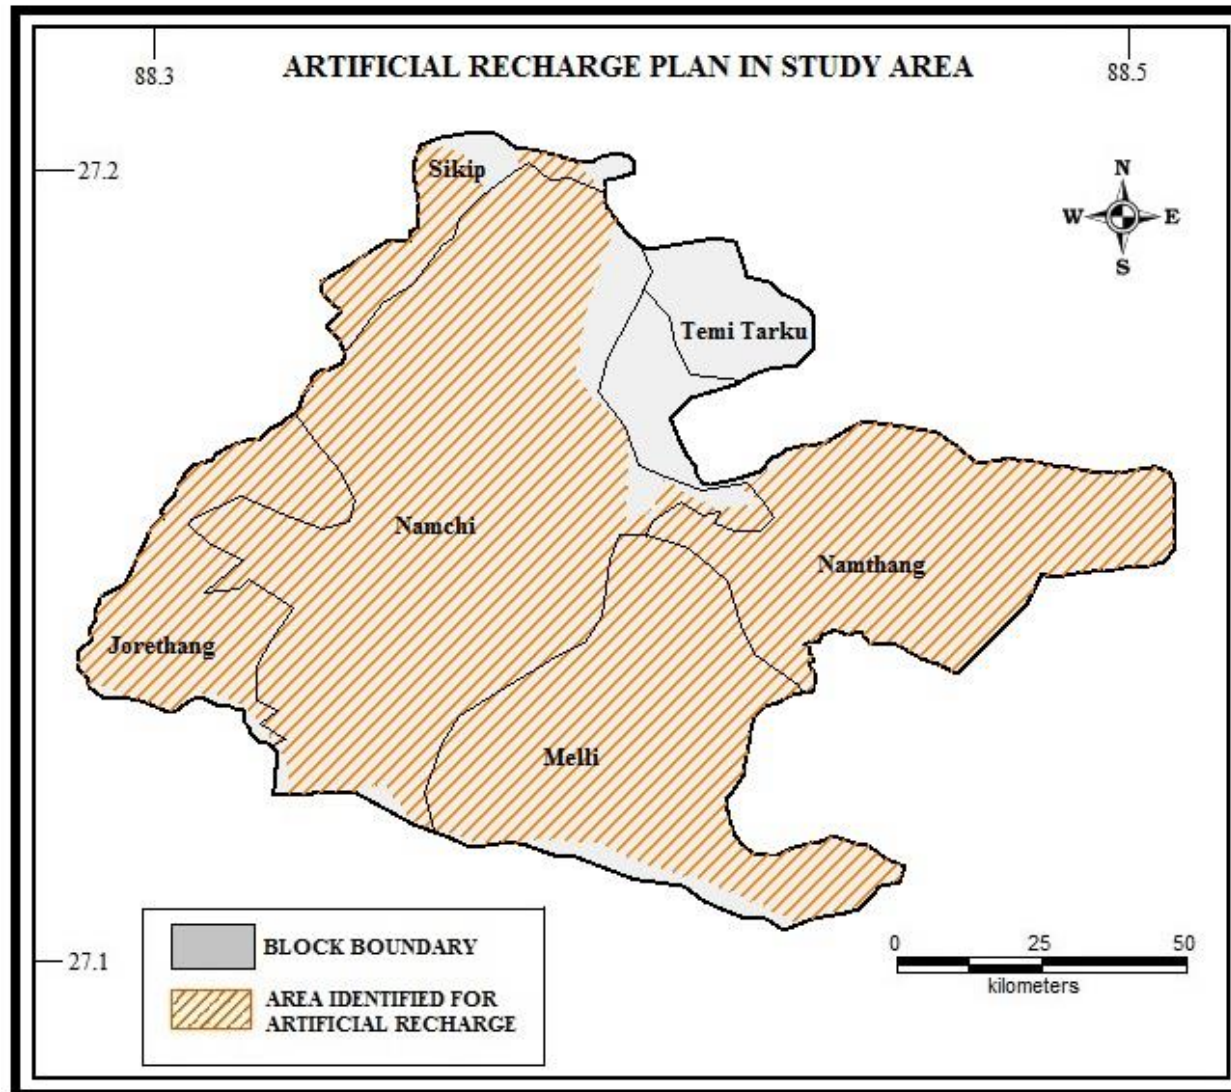 ARTIFICIAL RECHARGE PLAN IN STUDY AREA
88.3
88.5
27.2
27.1
N
W
E
S
Sikip
Temi Tarku
Namchi
Namthang
Jorethang
Melli
BLOCK BOUNDARY
AREA IDENTIFIED FOR
ARTIFICIAL RECHARGE
0 25 50
kilometers